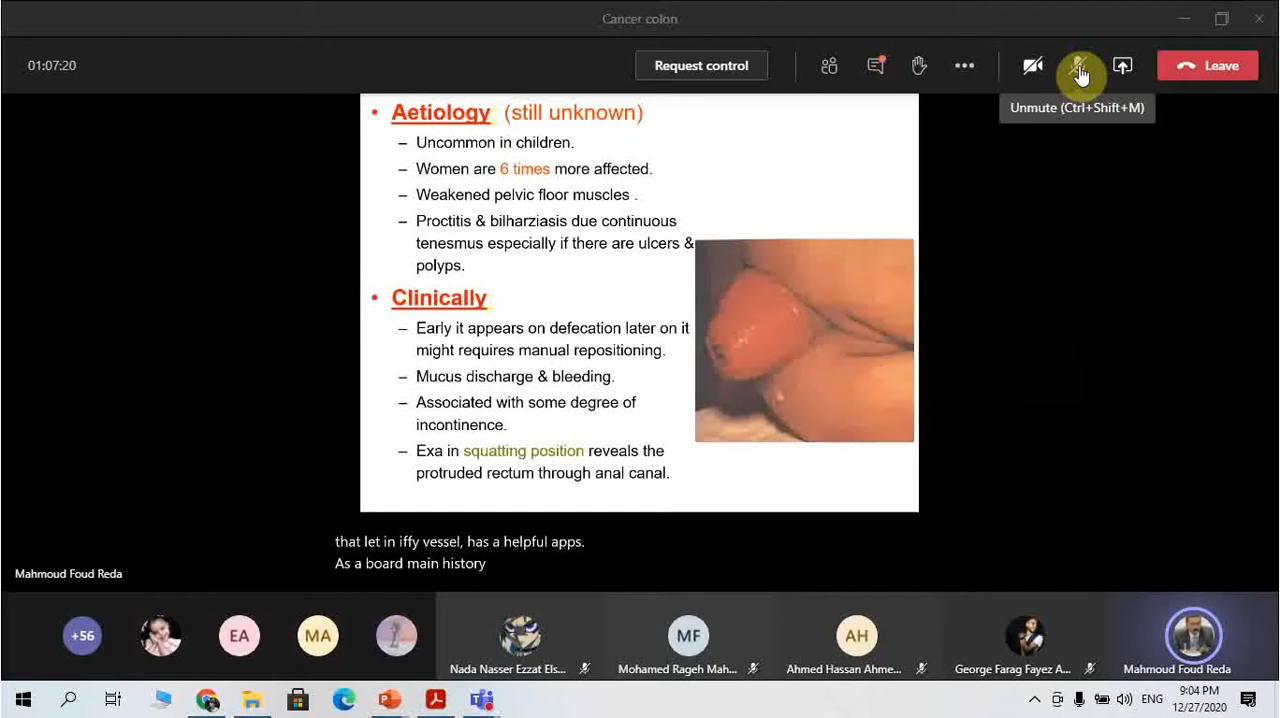 Cancer colon
01:07:20
Request control
Leave
Unmute (Ctrl+Shift+M)
• Aetiology (still unknown)
– Uncommon in children.
– Women are 6 times more affected.
– Weakened pelvic floor muscles .
– Proctitis & bilharziasis due continuous
tenesmus especially if there are ulcers &
polyps.
• Clinically
– Early it appears on defecation later on it
might requires manual repositioning.
– Mucus discharge & bleeding.
– Associated with some degree of
incontinence.
– Exa in squatting position reveals the
protruded rectum through anal canal.
that let in iffy vessel, has a helpful apps.
As a board main history
Mahmoud Foud Reda
+56
EA
MA
MF
AH
Nada Nasser Ezzat Els...
Mohamed Rageh Mah...
Ahmed Hassan Ahme...
George Farag Fayez A...
Mahmoud Foud Reda
ENG
9:04 PM
12/27/2020